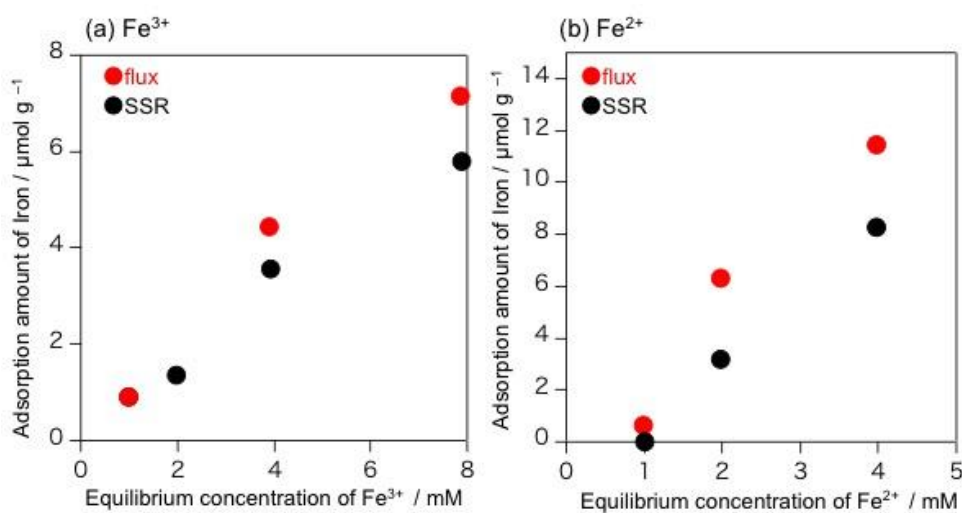 (a) Fe³⁺
8
6
4
2
0
flux
SSR
Adsorption amount of Iron / μmol g⁻¹
0 2 4 6 8
Equilibrium concentration of Fe³⁺ / mM
(b) Fe²⁺
14
12
10
8
6
4
2
0
flux
SSR
Adsorption amount of Iron / μmol g⁻¹
0 1 2 3 4 5
Equilibrium concentration of Fe²⁺ / mM